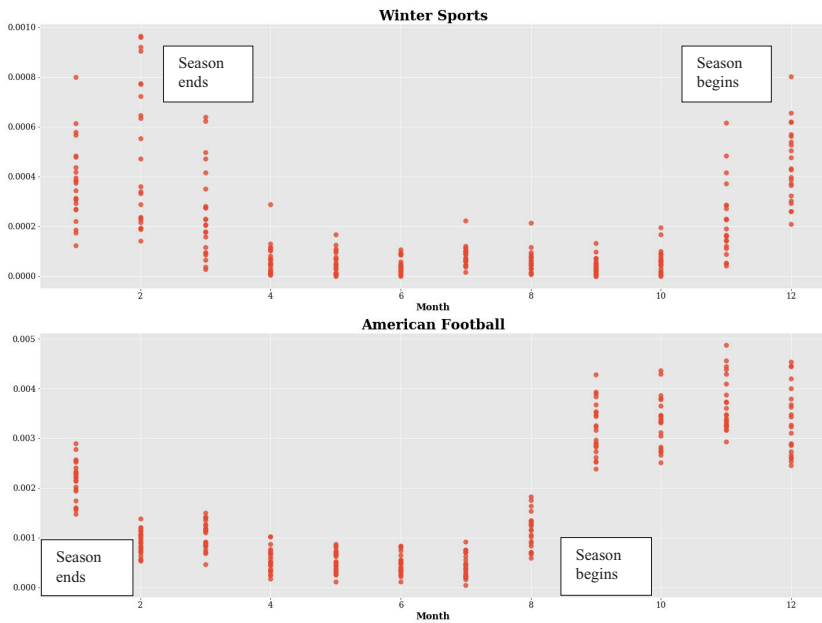 Winter Sports
0.0010
0.0008
0.0006
0.0004
0.0002
0.0000
Season
ends
Season
begins
2 4 6 8 10 12
Month
American Football
0.005
0.004
0.003
0.002
0.001
0.000
Season
ends
Season
begins
2 4 6 8 10 12
Month